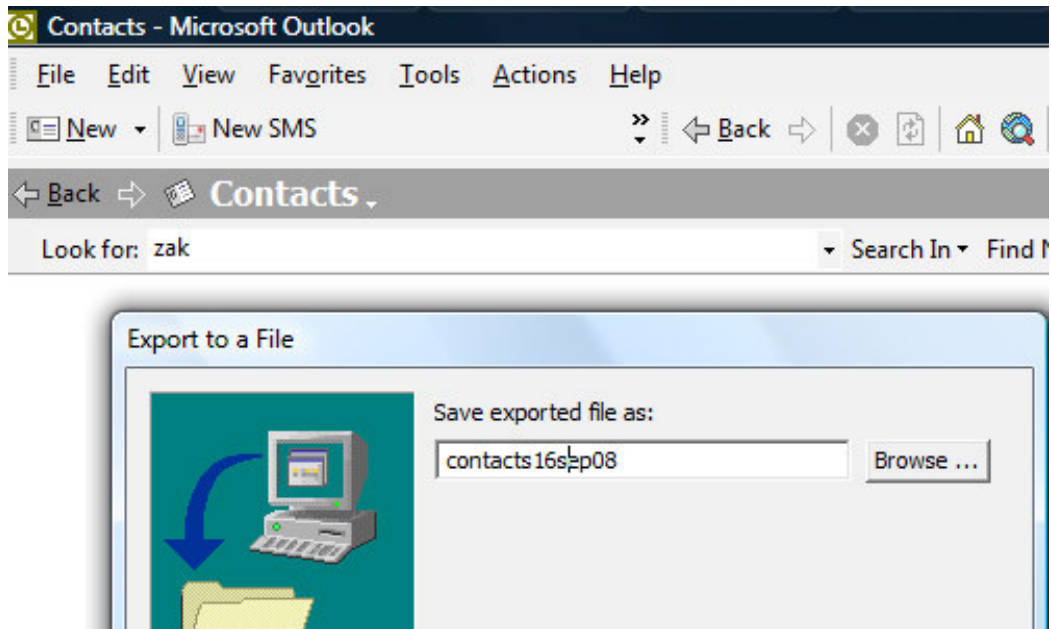 Contacts - Microsoft Outlook
File Edit View Favorites Tools Actions Help
New New SMS » Back
Back Contacts
Look for: zak Search In Find
Export to a File
Save exported file as:
contacts16sep08 Browse ...